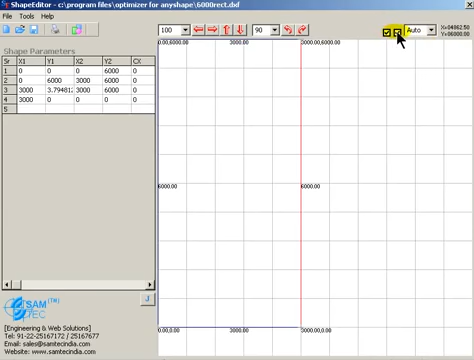 ShapeEditor - c:\program files\optimizer for anyshape\6000rect.dsf
File Tools Help
100 90 Auto X=04862.50
Y=06000.00
Shape Parameters
Sr X1 Y1 X2 Y2 CX
1 0 0 0 6000 0
2 0 6000 3000 6000 0
3 3000 3.794812 3000 6000 0
4 3000 0 0 0 0
5
0.00,6000.00 3000.00 3000.00,6000.00
6000.00 6000.00
0.00,0.00 3000.00 3000.00,0.00
J
SAM (TM)
TEC
[Engineering & Web Solutions]
Tel: 91-22-25167172 / 25167677
Email: sales@samtecindia.com
Website: www.samtecindia.com